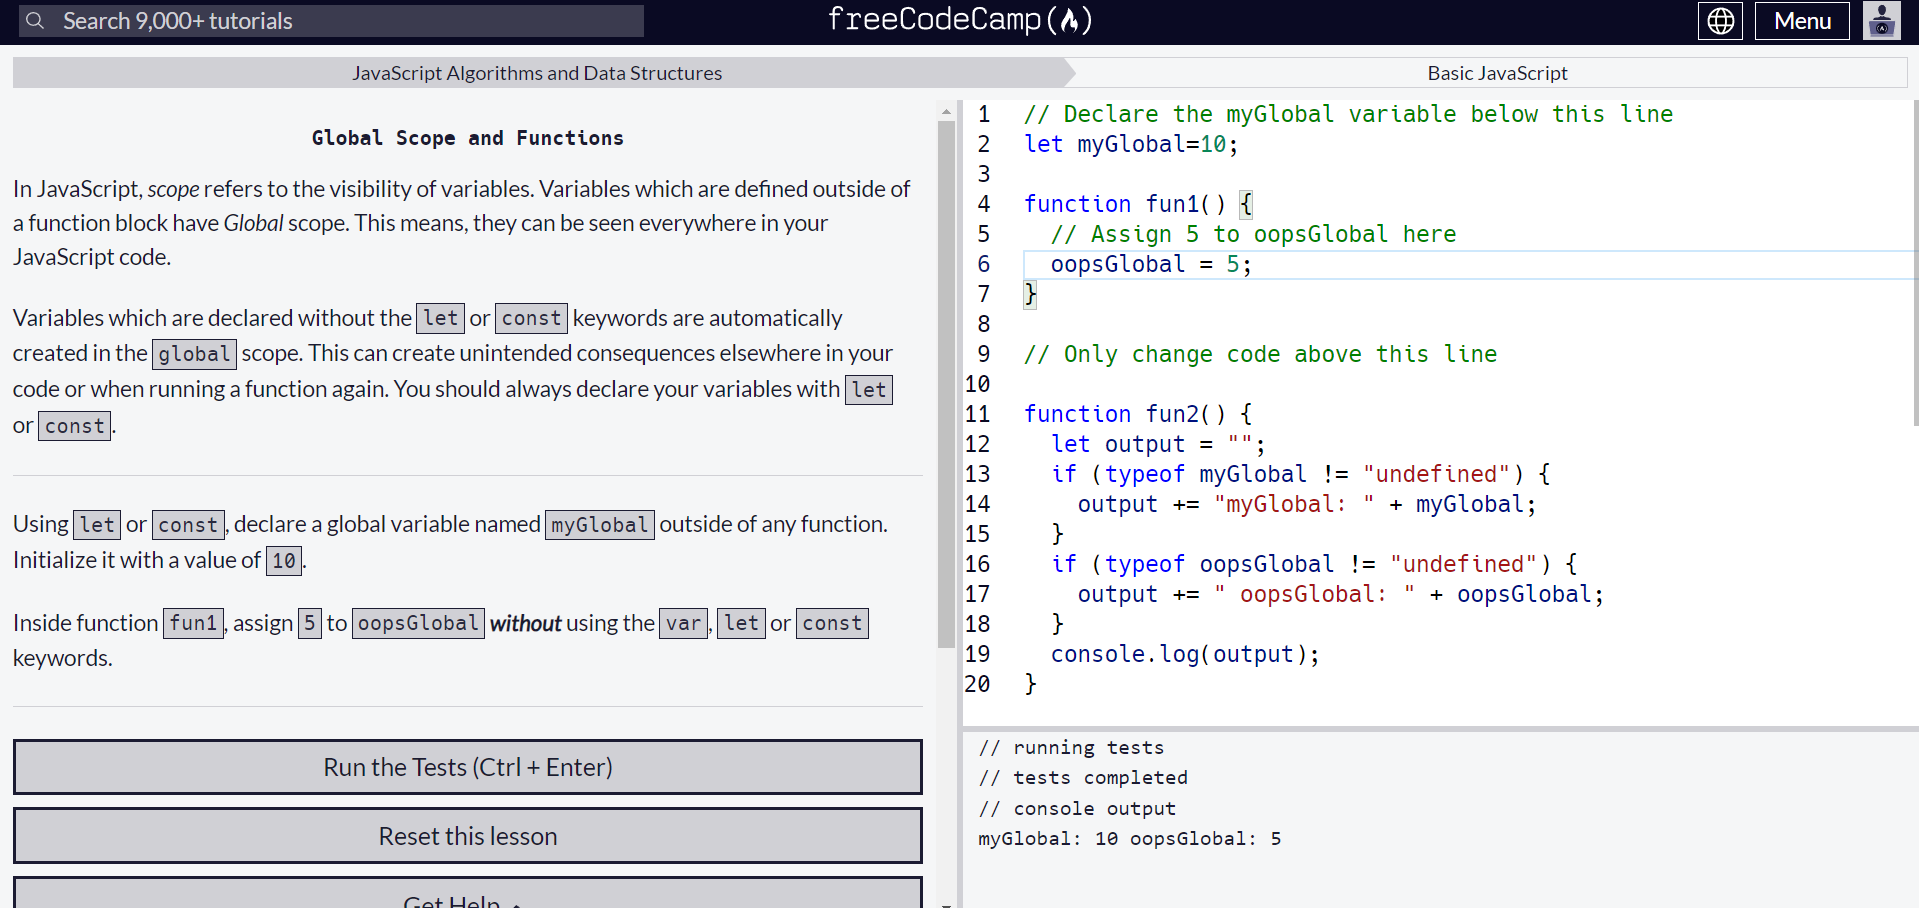 Search 9,000+ tutorials
freeCodeCamp
Menu
JavaScript Algorithms and Data Structures
Basic JavaScript
Global Scope and Functions
In JavaScript, scope refers to the visibility of variables. Variables which are defined outside of
a function block have Global scope. This means, they can be seen everywhere in your
JavaScript code.
Variables which are declared without the let or const keywords are automatically
created in the global scope. This can create unintended consequences elsewhere in your
code or when running a function again. You should always declare your variables with let
or const.
Using let or const, declare a global variable named myGlobal outside of any function.
Initialize it with a value of 10.
Inside function fun1, assign 5 to oopsGlobal without using the var, let or const
keywords.
Run the Tests (Ctrl + Enter)
Reset this lesson
Get Help
1 // Declare the myGlobal variable below this line
2 let myGlobal=10;
3
4 function fun1() {
5 // Assign 5 to oopsGlobal here
6 oopsGlobal = 5;
7 }
8
9 // Only change code above this line
10
11 function fun2() {
12 let output = "";
13 if (typeof myGlobal != "undefined") {
14 output += "myGlobal: " + myGlobal;
15 }
16 if (typeof oopsGlobal != "undefined") {
17 output += " oopsGlobal: " + oopsGlobal;
18 }
19 console.log(output);
20 }
// running tests
// tests completed
// console output
myGlobal: 10 oopsGlobal: 5